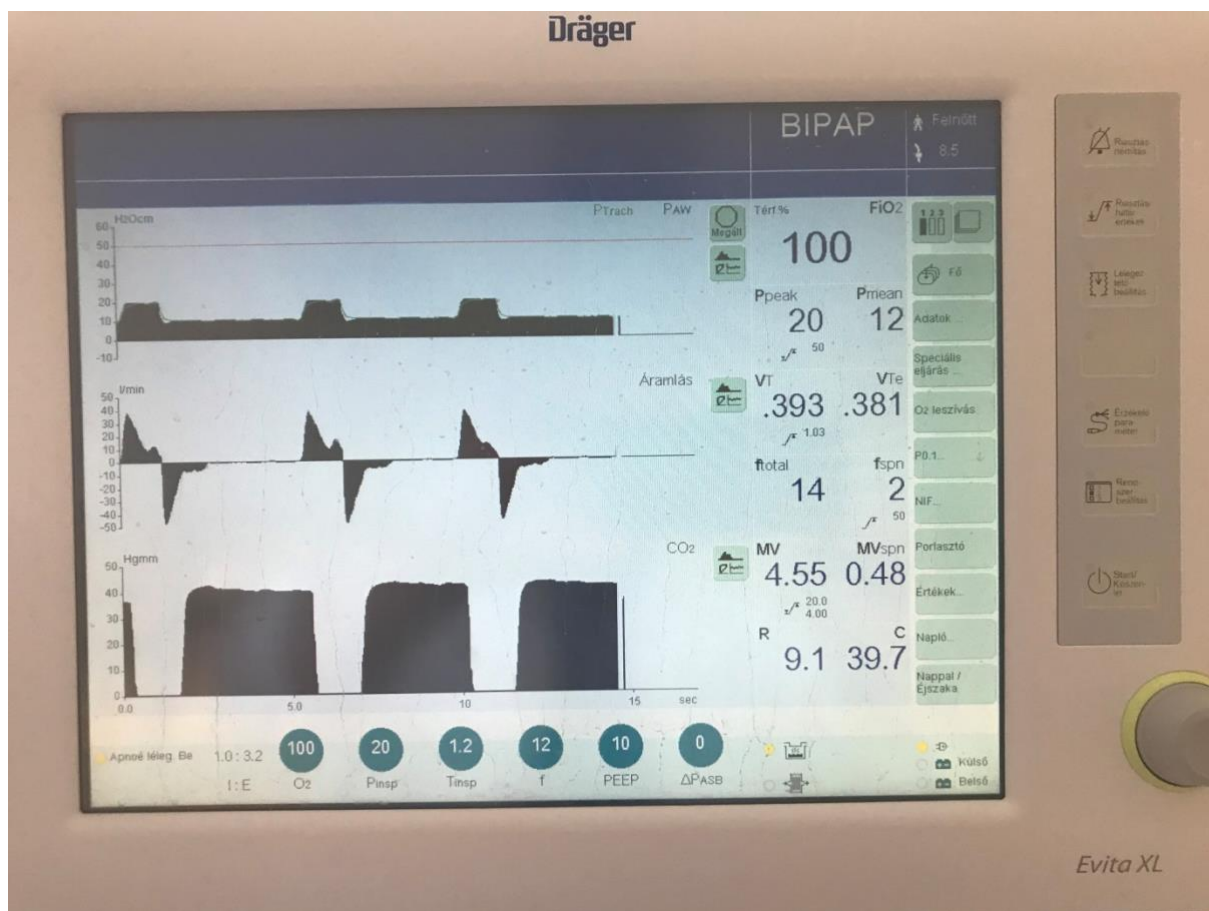 Dräger
BIPAP
Felnőtt
8.5
H2Ocm
PTrach PAW
60
50
40
30
20
10
0
-10
Megáll
Térf.% FiO2
100
Ppeak Pmean
20 12
50
l/min
Áramlás
50
40
30
20
10
0
-10
-20
-30
-40
-50
VT VTe
.393 .381
1.03
ftotal fspn
14 2
50
Hgmm
CO2
50
40
30
20
10
0
0.0 5.0 10 15 sec
MV MVspn
4.55 0.48
20.0
4.00
R C
9.1 39.7
1 2 3
Fő
Adatok...
Speciális
eljárás ...
O2 leszívás
P0.1...
NIF...
Porlasztó
Értékek...
Napló...
Nappal /
Éjszaka
Apnoé léleg. Be
1.0 : 3.2
I : E
100
O2
20
Pinsp
1.2
Tinsp
12
f
10
PEEP
0
ΔPASB
Külső
Belső
Riasztás
némítás
Start/
Evita XL